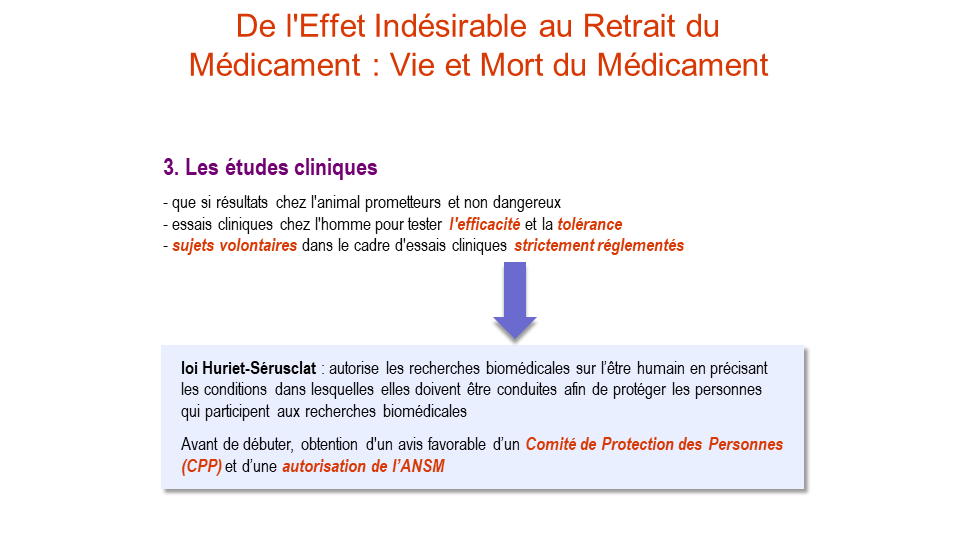 De l'Effet Indésirable au Retrait du
Médicament : Vie et Mort du Médicament
3. Les études cliniques
- que si résultats chez l'animal prometteurs et non dangereux
- essais cliniques chez l'homme pour tester l'efficacité et la tolérance
- sujets volontaires dans le cadre d'essais cliniques strictement réglementés
loi Huriet-Sérusclat : autorise les recherches biomédicales sur l’être humain en précisant
les conditions dans lesquelles elles doivent être conduites afin de protéger les personnes
qui participent aux recherches biomédicales
Avant de débuter, obtention d'un avis favorable d’un Comité de Protection des Personnes
(CPP) et d’une autorisation de l’ANSM